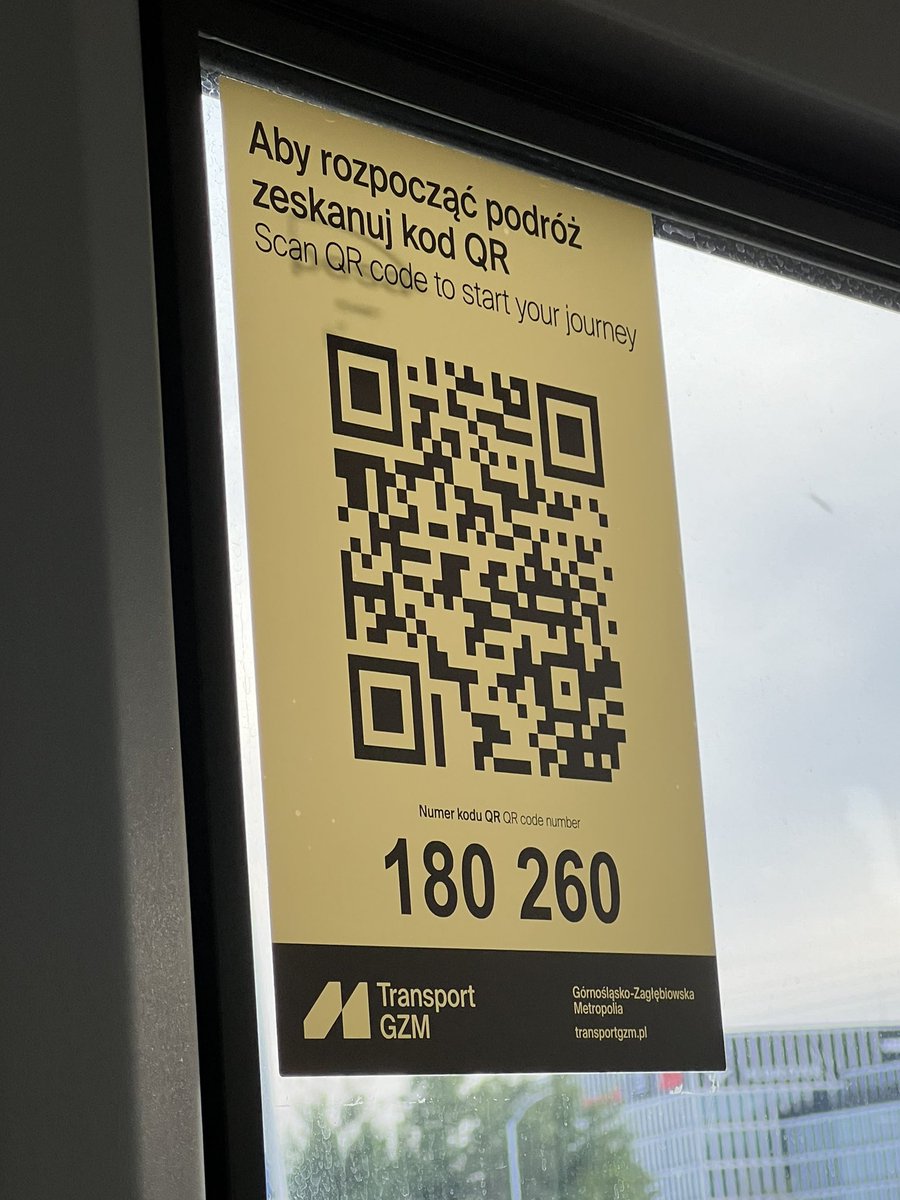 Aby rozpocząć podróż
zeskanuj kod QR
Scan QR code to start your journey
Numer kodu QR QR code number
180 260
Transport
GZM
Górnośląsko-Zagłębiowska
Metropolia
transportgzm.pl